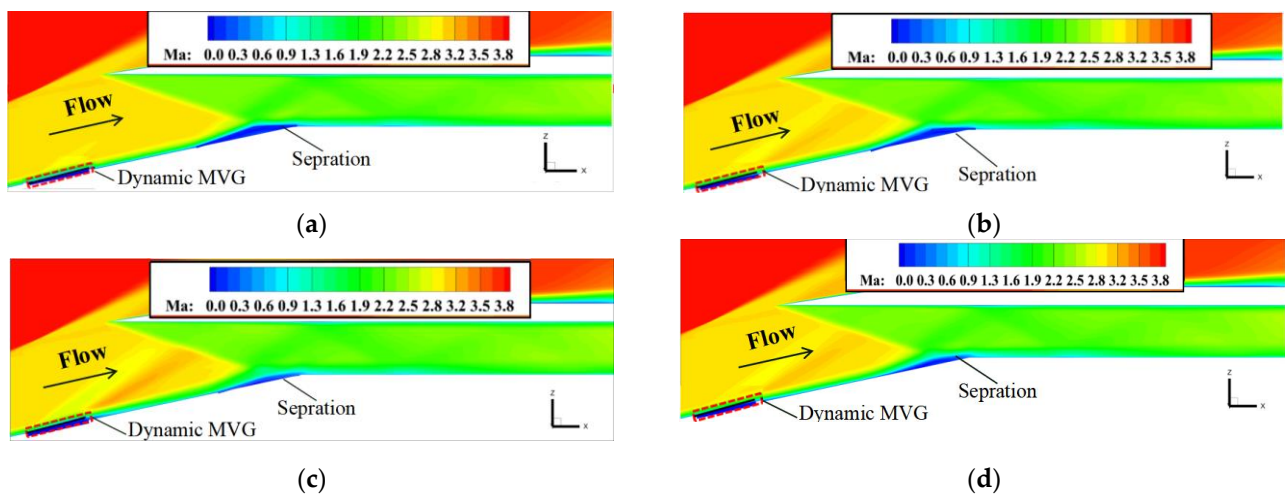 Ma: 0.0 0.3 0.6 0.9 1.3 1.6 1.9 2.2 2.5 2.8 3.2 3.5 3.8
Flow
Sepration
Dynamic MVG
z
x
(a)
Ma: 0.0 0.3 0.6 0.9 1.3 1.6 1.9 2.2 2.5 2.8 3.2 3.5 3.8
Flow
Sepration
Dynamic MVG
z
x
(b)
Ma: 0.0 0.3 0.6 0.9 1.3 1.6 1.9 2.2 2.5 2.8 3.2 3.5 3.8
Flow
Sepration
Dynamic MVG
z
x
(c)
Ma: 0.0 0.3 0.6 0.9 1.3 1.6 1.9 2.2 2.5 2.8 3.2 3.5 3.8
Flow
Sepration
Dynamic MVG
z
x
(d)